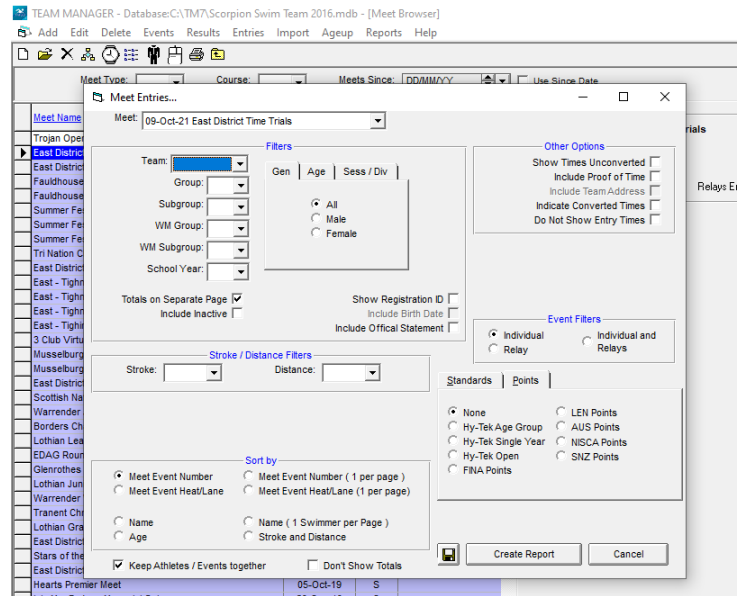 TEAM MANAGER - Database:C:\TM7\Scorpion Swim Team 2016.mdb - [Meet Browser]
Add Edit Delete Events Results Entries Import Ageup Reports Help
Meet Type: Course: Meets Since: DD/MM/YY Use Since Date
Meet Entries...
Meet: 09-Oct-21 East District Time Trials
Meet Name
Trojan Ope
East Distric
East Distric
Fauldhouse
Fauldhouse
Summer Fe
Summer Fe
Summer Fe
Tri Nation C
East District
East - Tighn
East - Tighn
East - Tighn
East - Tighn
3 Club Virtu
Musselburg
Musselburg
East District
Scottish Na
Warrender
Borders Ch
Lothian Lea
EDAG Roun
Glenrothes
Lothian Jun
Warrender
Tranent Ch
Lothian Gra
East District
Stars of the
East District
Hearts Premier Meet 05-Oct-19 S
Filters
Team:
Group:
Subgroup:
WM Group:
WM Subgroup:
School Year:
Gen Age Sess / Div
All
Male
Female
Totals on Separate Page
Include Inactive
Show Registration ID
Include Birth Date
Include Offical Statement
Other Options
Show Times Unconverted
Include Proof of Time
Include Team Address
Indicate Converted Times
Do Not Show Entry Times
rials
Relays E
Event Filters
Individual
Relay
Individual and
Relays
Stroke / Distance Filters
Stroke: Distance:
Standards Points
None
Hy-Tek Age Group
Hy-Tek Single Year
Hy-Tek Open
FINA Points
LEN Points
AUS Points
NISCA Points
SNZ Points
Sort by
Meet Event Number
Meet Event Heat/Lane
Name
Age
Meet Event Number ( 1 per page )
Meet Event Heat/Lane (1 per page)
Name ( 1 Swimmer per Page )
Stroke and Distance
Keep Athletes / Events together
Don't Show Totals
Create Report
Cancel